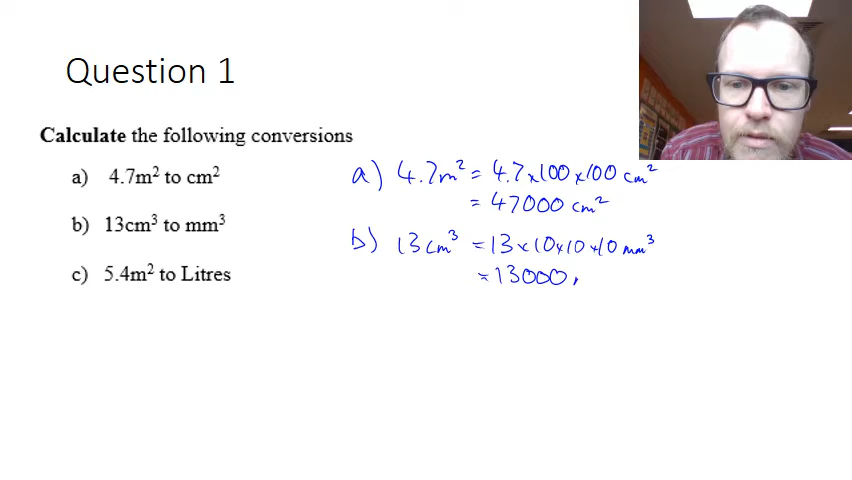 Question 1
Calculate the following conversions
a) 4.7m² to cm²
b) 13cm³ to mm³
c) 5.4m² to Litres
a) 4.7m² = 4.7×100×100 cm²
= 47000 cm²
b) 13cm³ = 13×10×10×10 mm³
= 13000